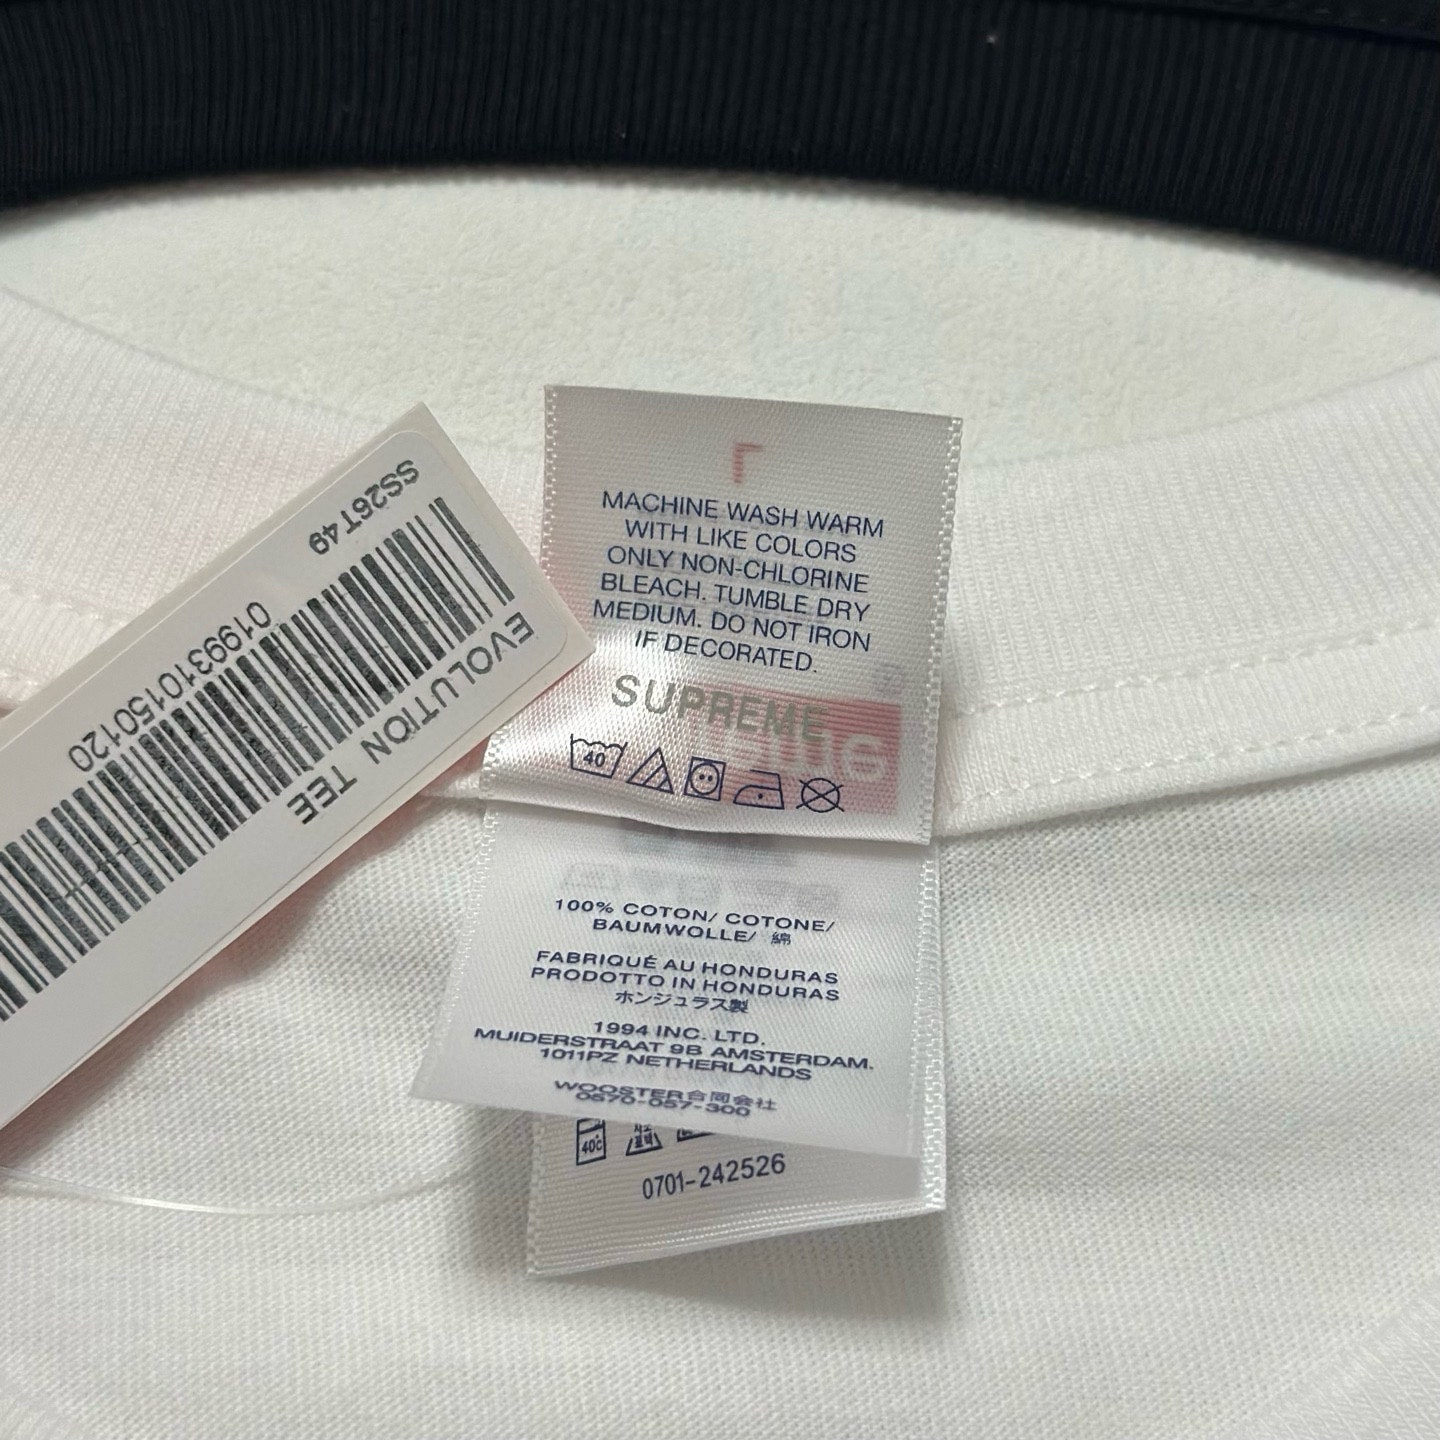 SS26T49
019931015012O
EVOLUTION TEE
L
MACHINE WASH WARM
WITH LIKE COLORS
ONLY NON-CHLORINE
BLEACH. TUMBLE DRY
MEDIUM. DO NOT IRON
IF DECORATED.
SUPREME
40
100% COTON/ COTONE/
BAUMWOLLE/ 綿
FABRIQUÉ AU HONDURAS
PRODOTTO IN HONDURAS
ホンジュラス製
1994 INC. LTD.
MUIDERSTRAAT 9B AMSTERDAM.
1011PZ NETHERLANDS
WOOSTER合同会社
0570-057-300
40℃
0701-242526